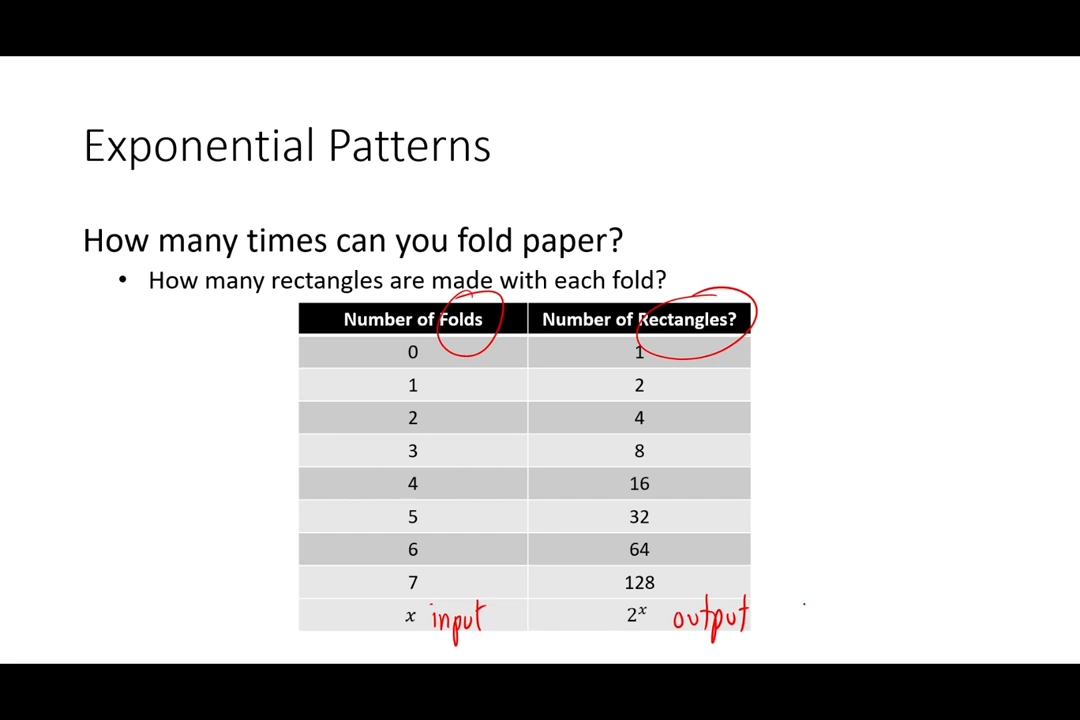 Exponential Patterns
How many times can you fold paper?
• How many rectangles are made with each fold?
Number of Folds Number of Rectangles?
0 1
1 2
2 4
3 8
4 16
5 32
6 64
7 128
x input 2ˣ output